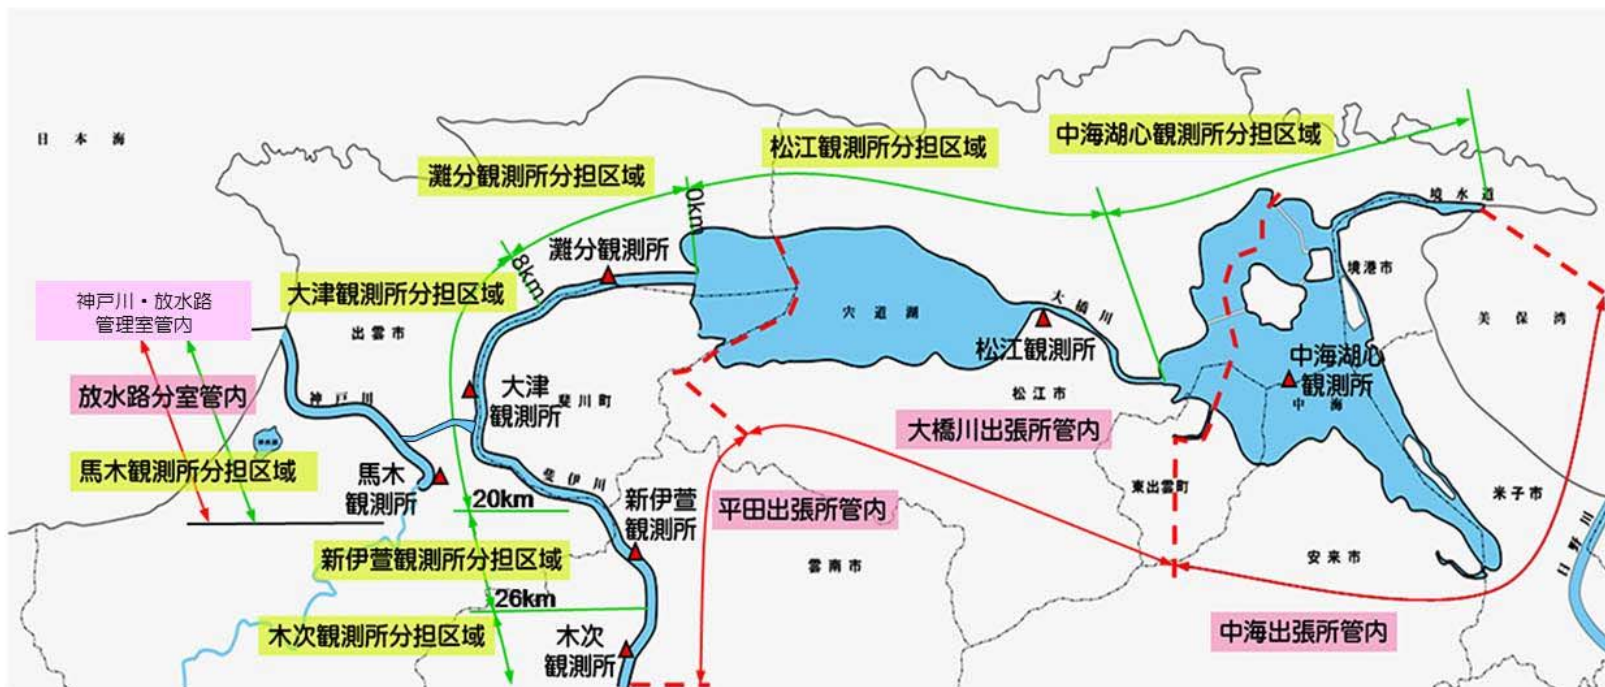 日本海
灘分観測所分担区域
松江観測所分担区域
中海湖心観測所分担区域
0km
8km
灘分観測所
境水道
大津観測所分担区域
神戸川・放水路
管理室管内
出雲市
宍道湖
大橋川
境港市
美保湾
松江観測所
中海湖心
観測所
放水路分室管内
神戸川
大津
観測所
斐川町
松江市
中海
大橋川出張所管内
馬木観測所分担区域
馬木
観測所
斐伊川
20km
新伊萱
観測所
平田出張所管内
東出雲町
米子市
新伊萱観測所分担区域
雲南市
安来市
日野川
26km
木次観測所分担区域
木次
観測所
中海出張所管内